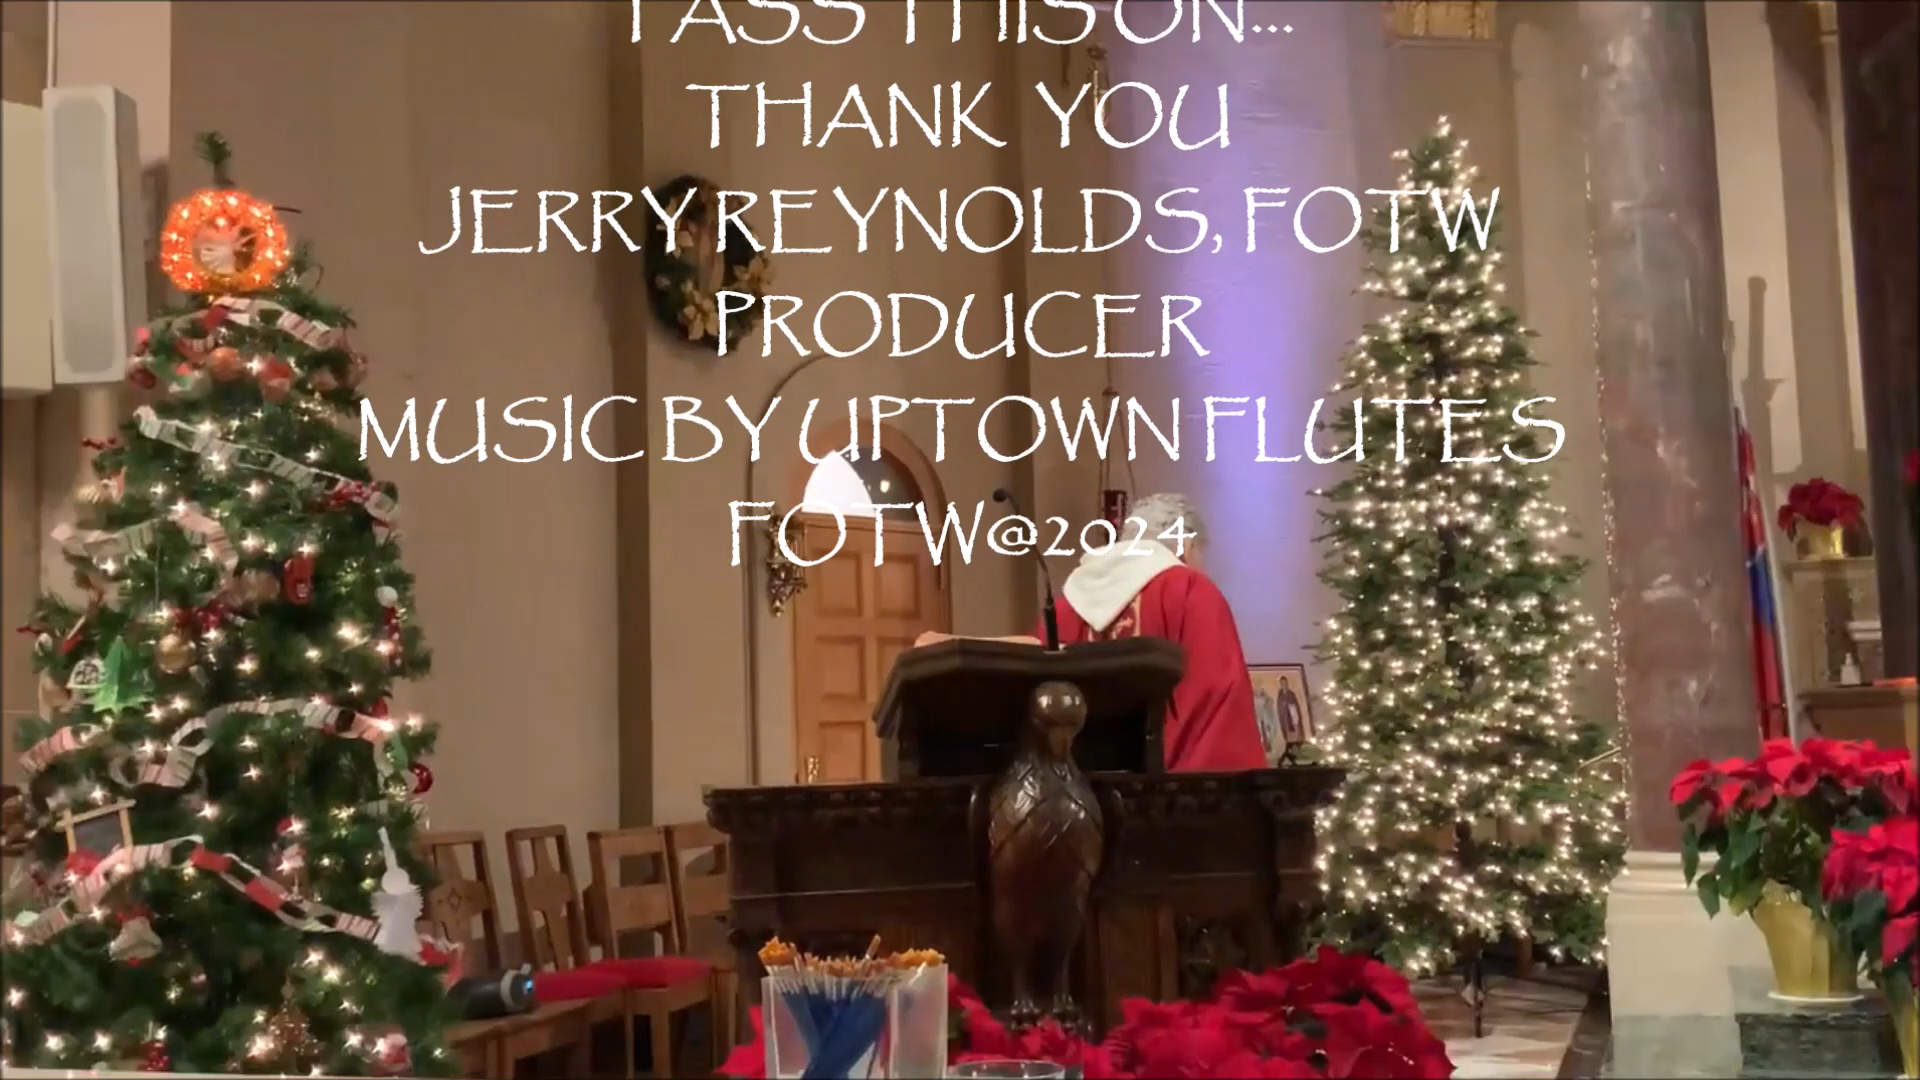 PASS THIS ON...
THANK YOU
JERRY REYNOLDS, FOTW
PRODUCER
MUSIC BY UPTOWN FLUTES
FOTW@2024